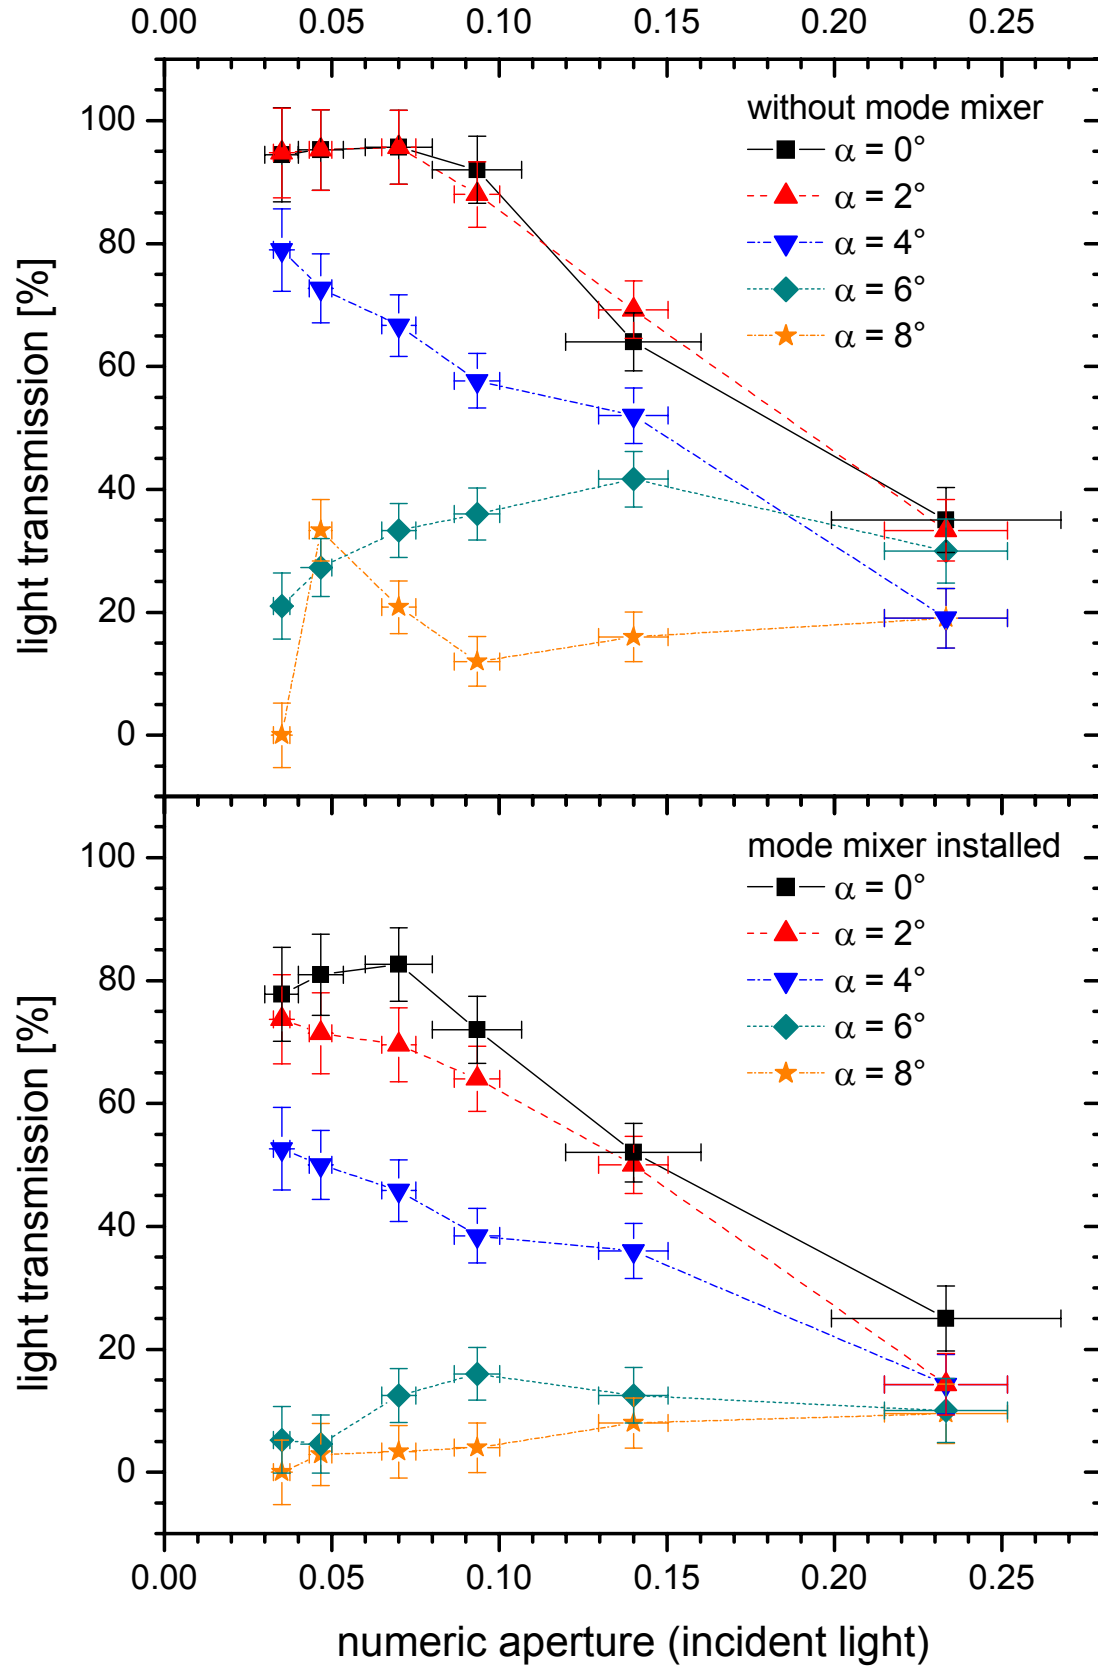 0.00 0.05 0.10 0.15 0.20 0.25
without mode mixer
α = 0°
α = 2°
α = 4°
α = 6°
α = 8°
100
80
60
40
20
0
light transmission [%]
mode mixer installed
α = 0°
α = 2°
α = 4°
α = 6°
α = 8°
100
80
60
40
20
0
light transmission [%]
0.00 0.05 0.10 0.15 0.20 0.25
numeric aperture (incident light)